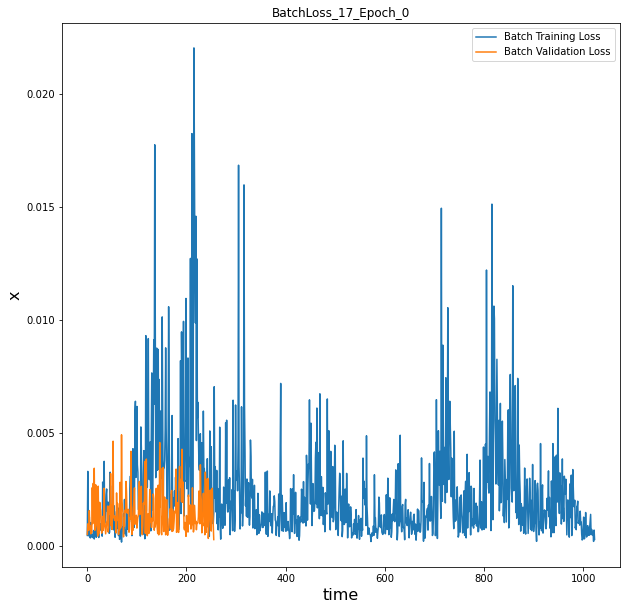 BatchLoss_17_Epoch_0
Batch Training Loss
Batch Validation Loss
0.020
0.015
0.010
0.005
0.000
x
0
200
400
600
800
1000
time